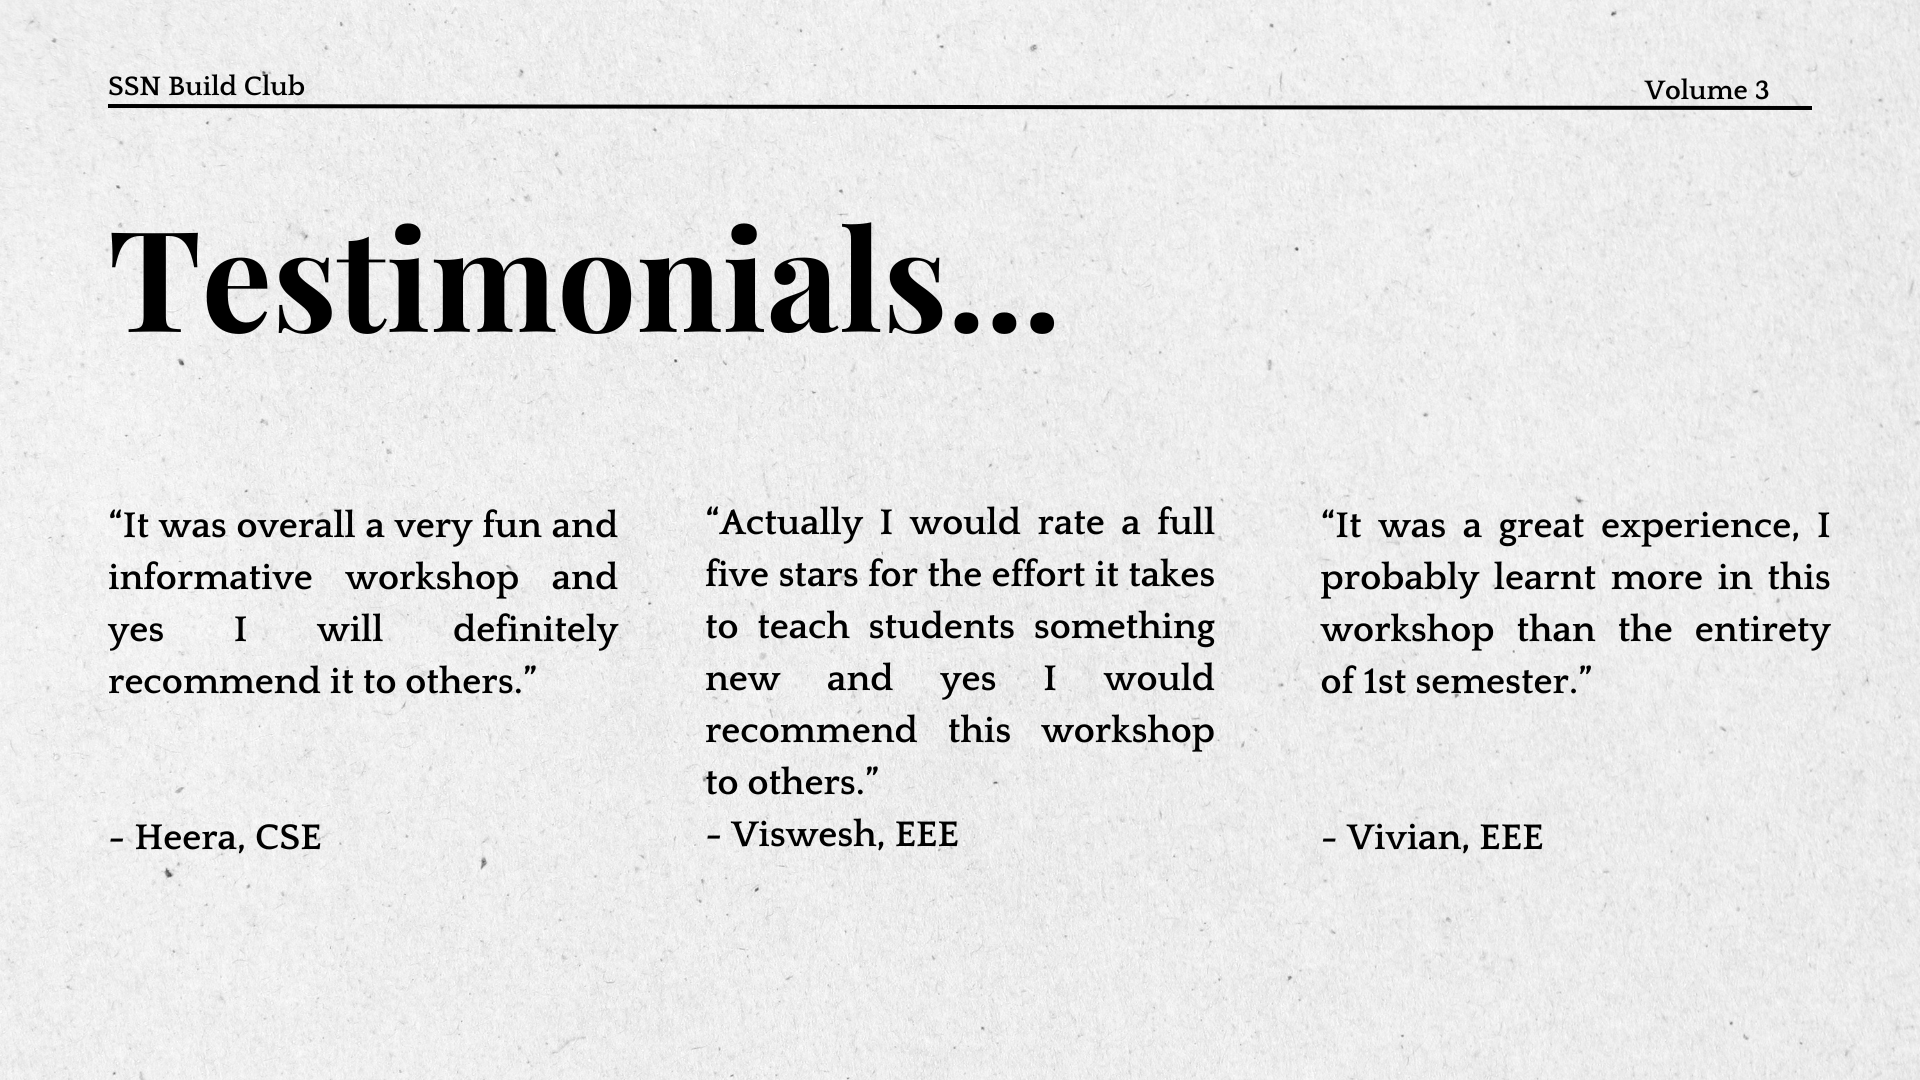 SSN Build Club
Volume 3
Testimonials...
“It was overall a very fun and
informative workshop and
yes I will definitely
recommend it to others.”
– Heera, CSE
“Actually I would rate a full
five stars for the effort it takes
to teach students something
new and yes I would
recommend this workshop
to others.”
– Viswesh, EEE
“It was a great experience, I
probably learnt more in this
workshop than the entirety
of 1st semester.”
– Vivian, EEE